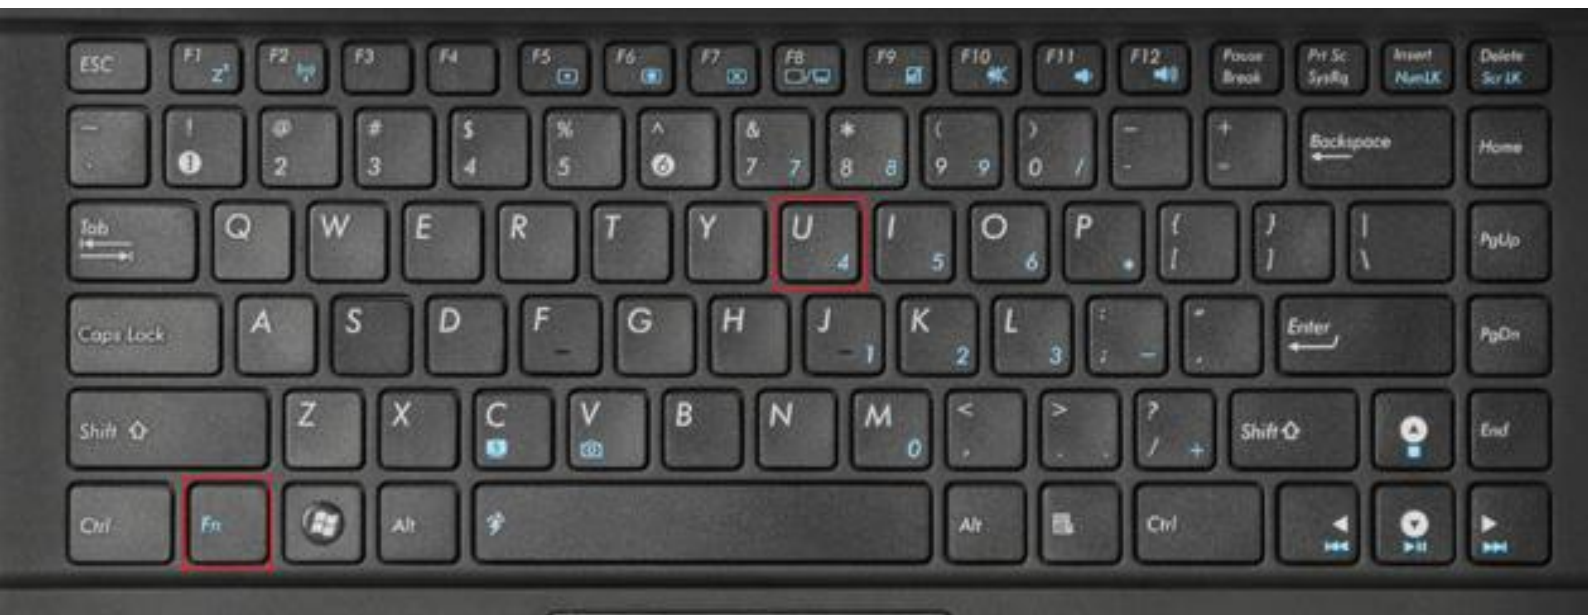 ESC F1 Z F2 F3 F4 F5 F6 F7 F8 F9 F10 F11 F12 Pause Break Prt Sc SysRq Insert NumLK Delete Scr LK
! 1 @ 2 # 3 $ 4 % 5 ^ 6 & 7 7 * 8 8 ( 9 9 ) 0 / + = Backspace Home
Tab Q W E R T Y U 4 I 5 O 6 P * { [ } ] | \ PgUp
Caps Lock A S D F G H J 1 K 2 L 3 : ; - " Enter PgDn
Shift Z X C V B N M 0 < , > . ? / + Shift End
Ctrl Fn Alt Alt Ctrl